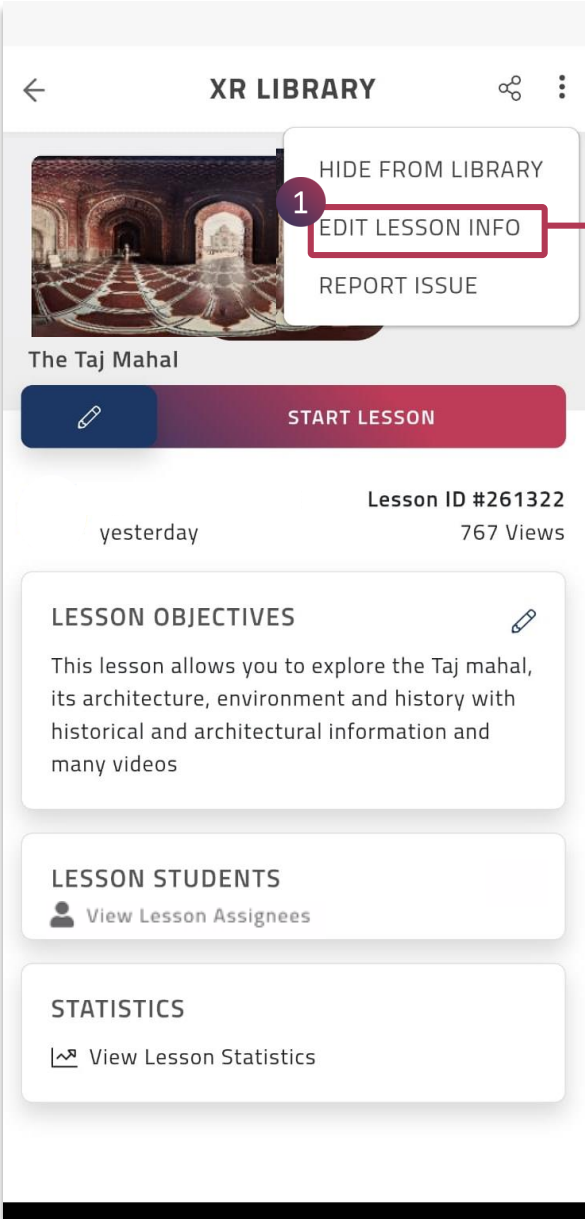 XR LIBRARY
HIDE FROM LIBRARY
1
EDIT LESSON INFO
REPORT ISSUE
The Taj Mahal
START LESSON
Lesson ID #261322
yesterday
767 Views
LESSON OBJECTIVES
This lesson allows you to explore the Taj mahal,
its architecture, environment and history with
historical and architectural information and
many videos
LESSON STUDENTS
View Lesson Assignees
STATISTICS
View Lesson Statistics